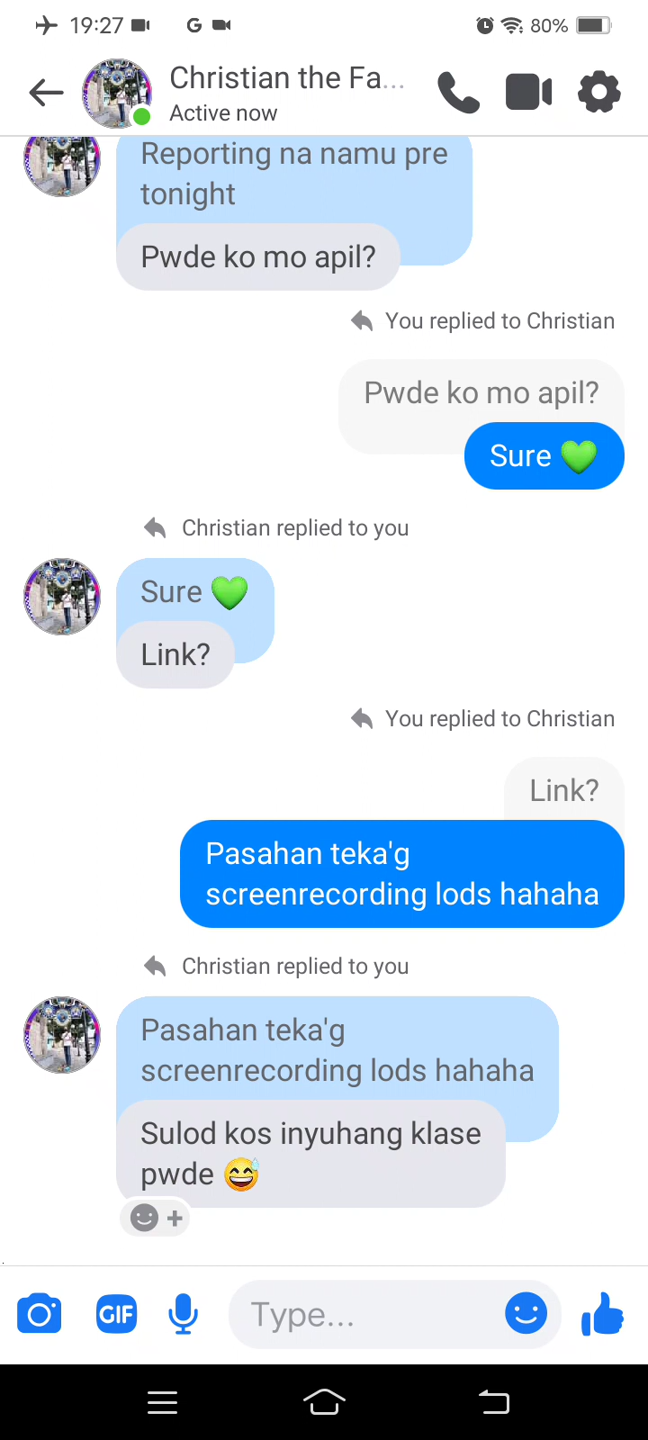 19:27
G
80%
Christian the Fa...
Active now
Reporting na namu pre
tonight
Pwde ko mo apil?
You replied to Christian
Pwde ko mo apil?
Sure 💚
Christian replied to you
Sure 💚
Link?
You replied to Christian
Link?
Pasahan teka'g
screenrecording lods hahaha
Christian replied to you
Pasahan teka'g
screenrecording lods hahaha
Sulod kos inyuhang klase
pwde 😅
GIF
Type...